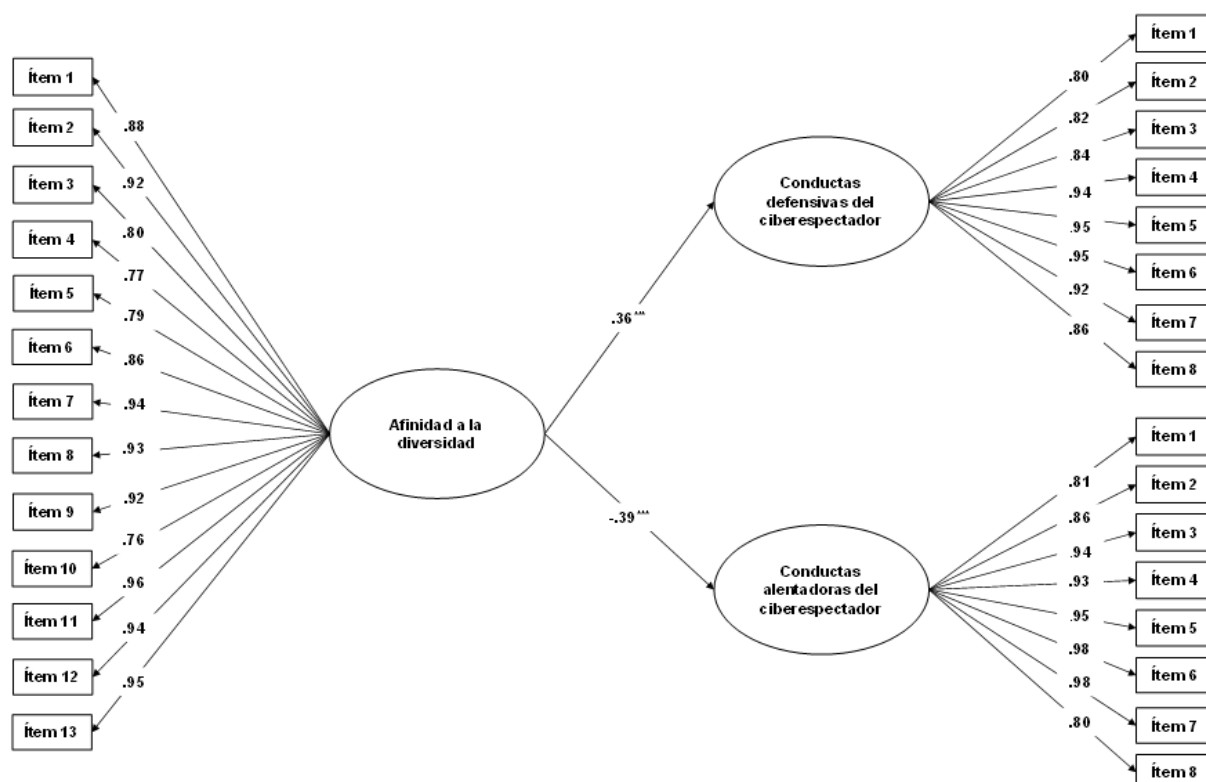 Ítem 1
Ítem 2
Ítem 3
Ítem 4
Ítem 5
Ítem 6
Ítem 7
Ítem 8
Ítem 9
Ítem 10
Ítem 11
Ítem 12
Ítem 13
.88
.92
.80
.77
.79
.86
.94
.93
.92
.76
.96
.94
.95
Afinidad a la
diversidad
.36***
-.39***
Conductas
defensivas del
ciberespectador
.80
.82
.84
.94
.95
.95
.92
.86
Ítem 1
Ítem 2
Ítem 3
Ítem 4
Ítem 5
Ítem 6
Ítem 7
Ítem 8
Conductas
alentadoras del
ciberespectador
.81
.86
.94
.93
.95
.98
.98
.80
Ítem 1
Ítem 2
Ítem 3
Ítem 4
Ítem 5
Ítem 6
Ítem 7
Ítem 8